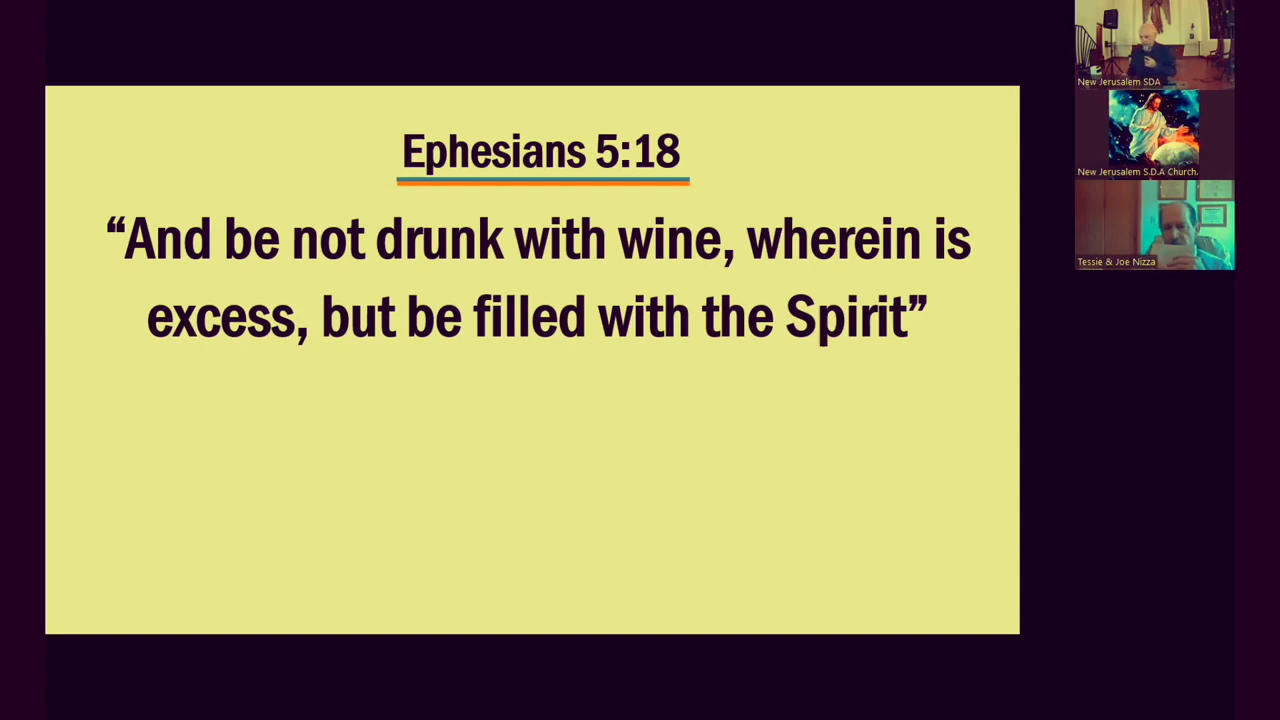 Ephesians 5:18
“And be not drunk with wine, wherein is
excess, but be filled with the Spirit”
New Jerusalem SDA
New Jerusalem S.D.A Church.
Tessie & Joe Nizza